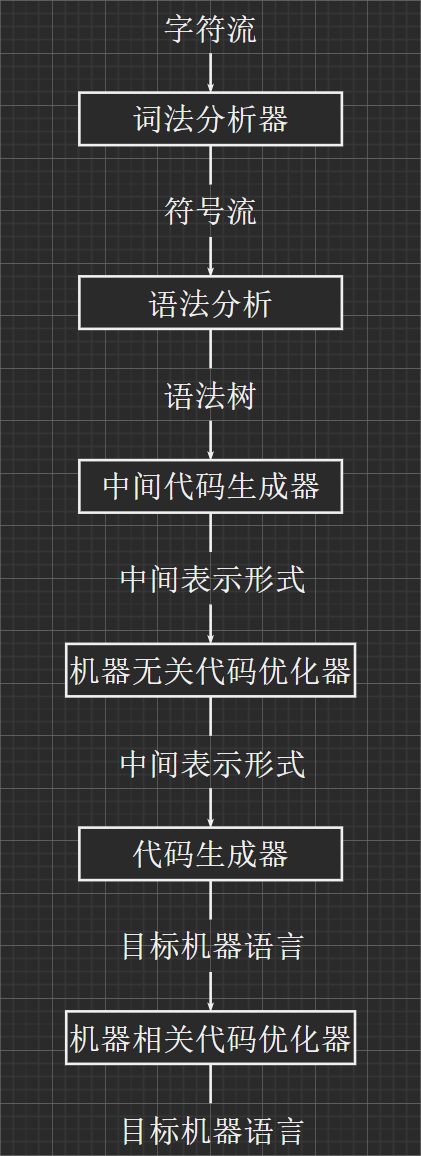 字符流
词法分析器
符号流
语法分析
语法树
中间代码生成器
中间表示形式
机器无关代码优化器
中间表示形式
代码生成器
目标机器语言
机器相关代码优化器
目标机器语言